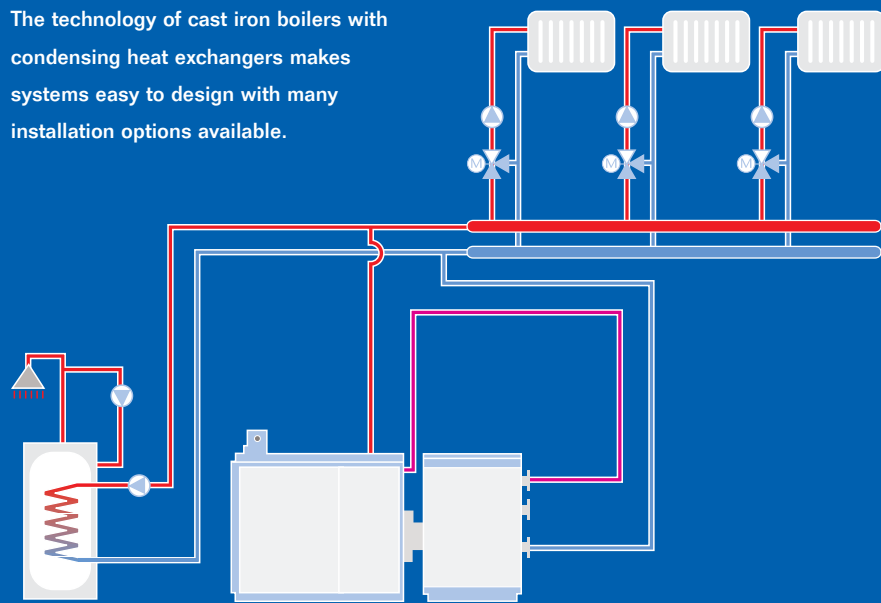 The technology of cast iron boilers with
condensing heat exchangers makes
systems easy to design with many
installation options available.
M
M
M